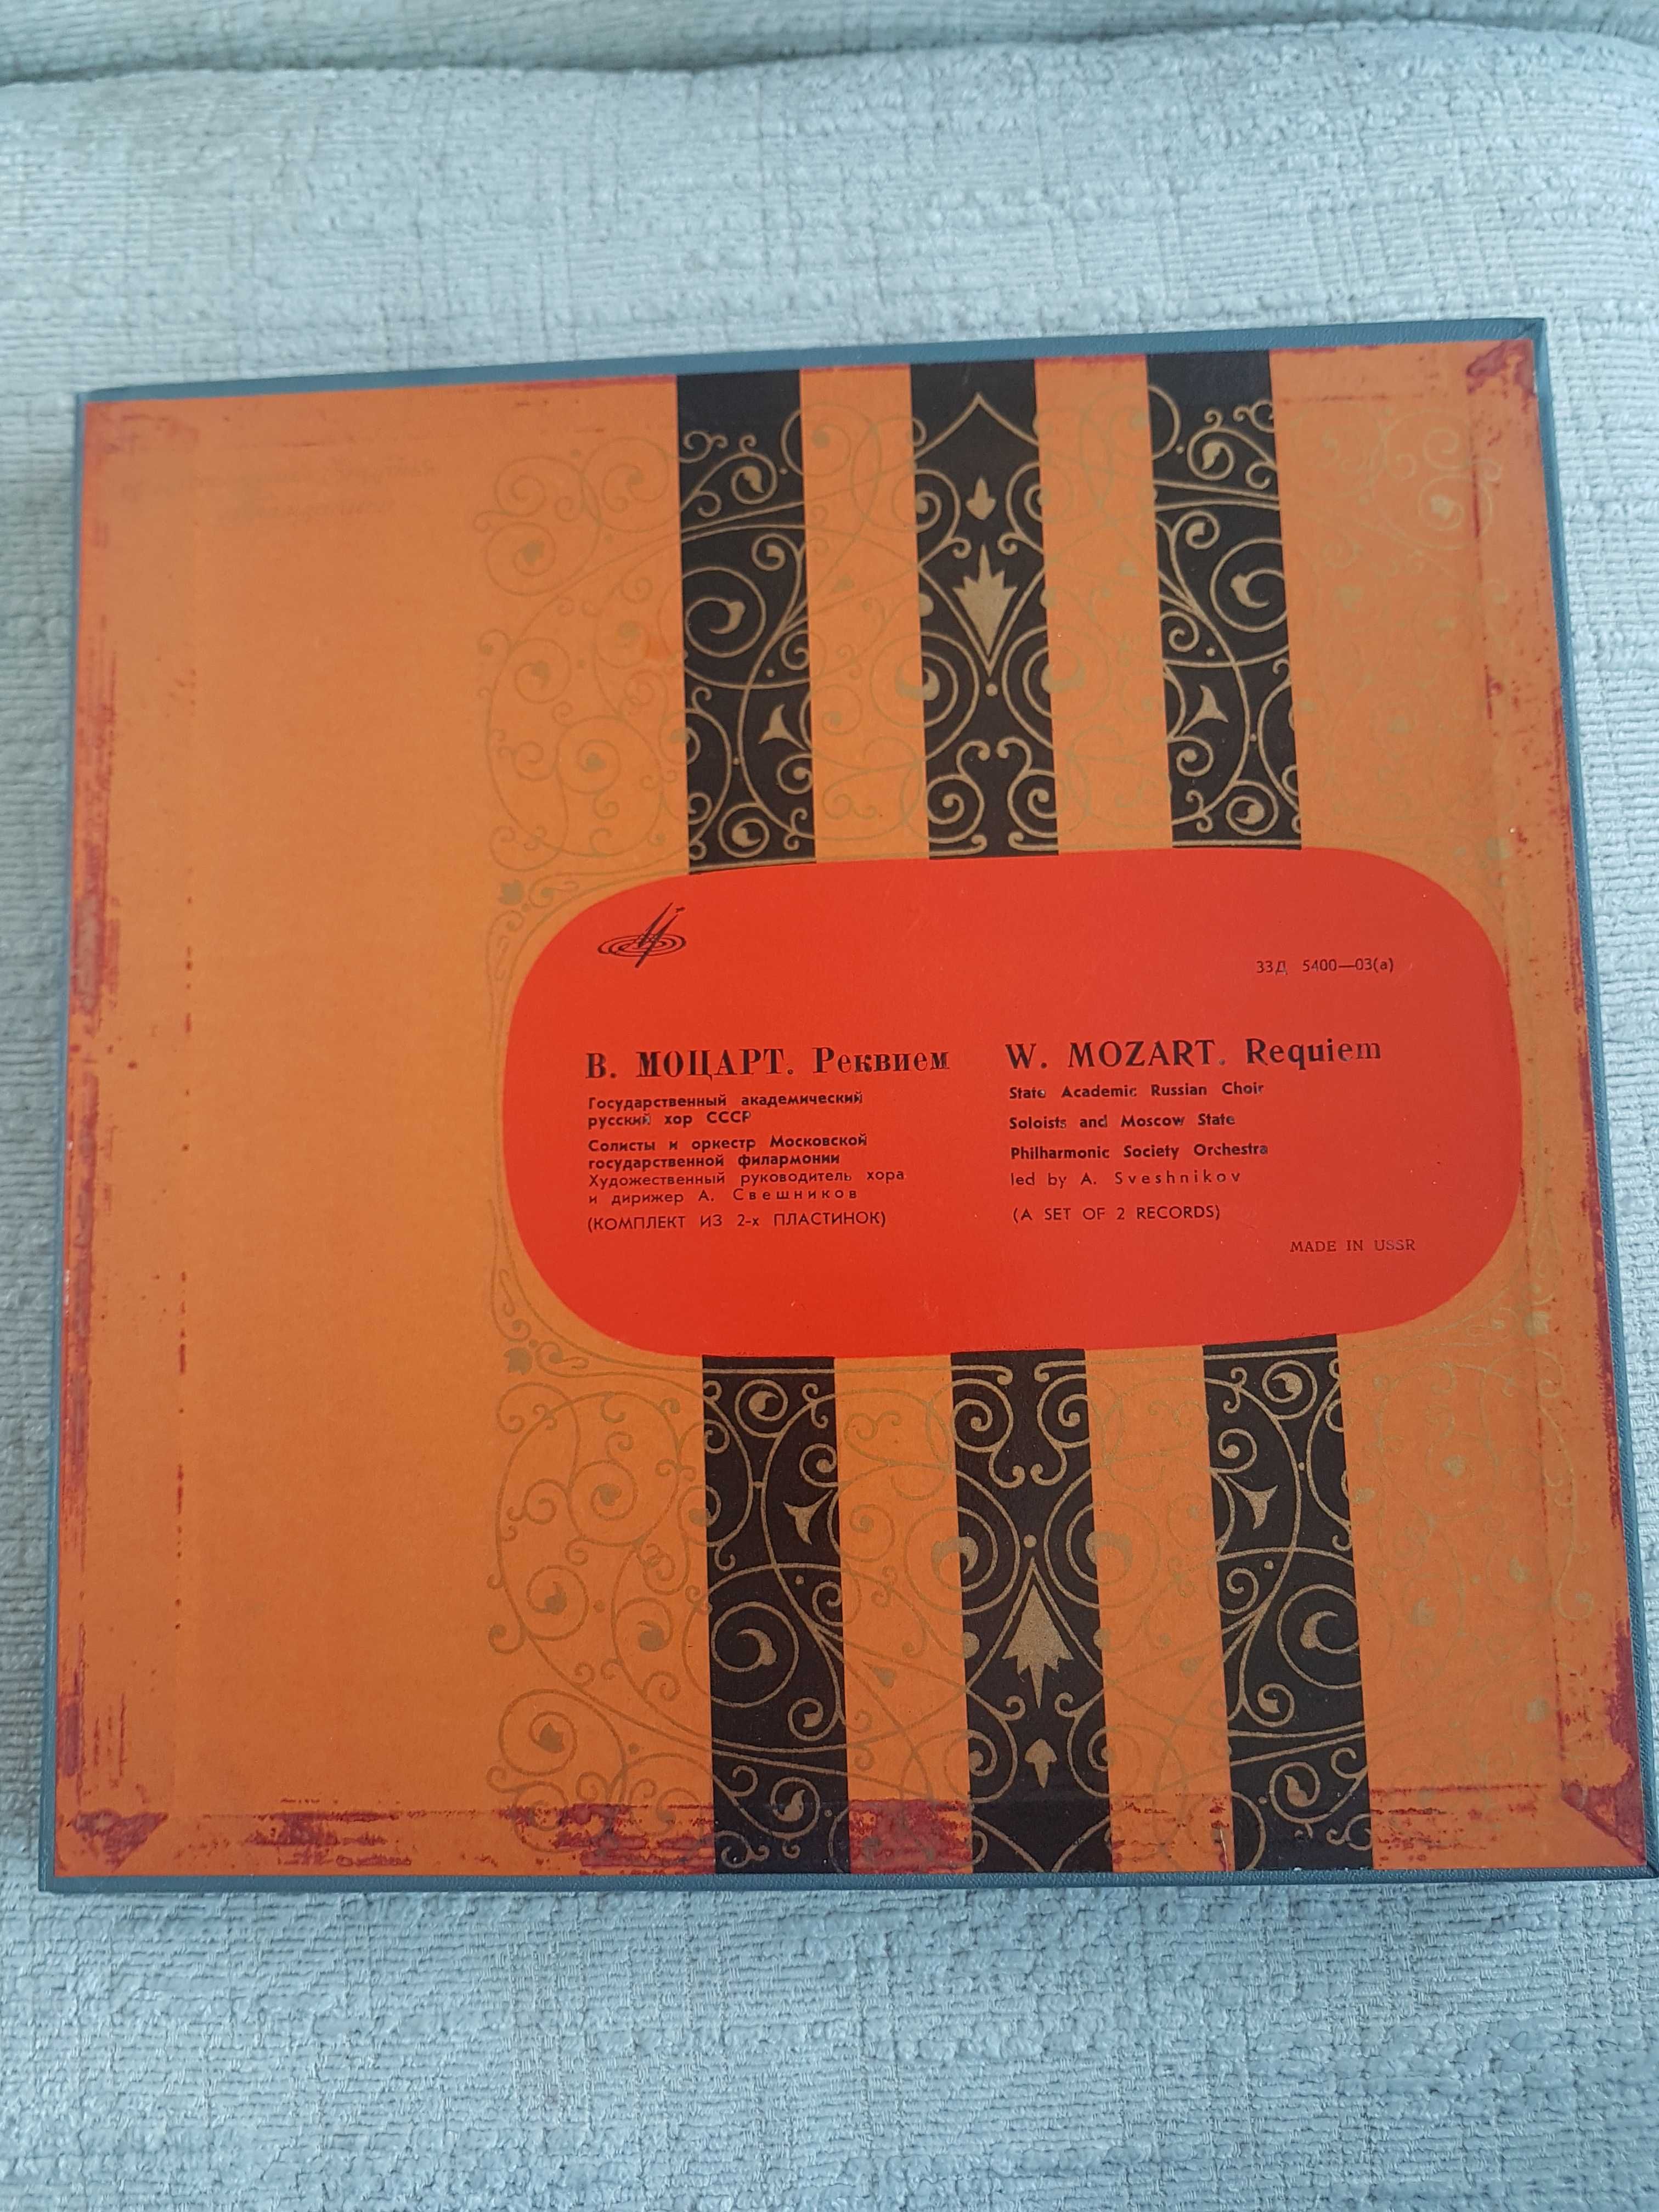 33Д 5400—03(а)
В. МОЦАРТ. Реквием
Государственный академический
русский хор СССР
Солисты и оркестр Московской
государственной филармонии
Художественный руководитель хора
и дирижер А. Свешников
(КОМПЛЕКТ ИЗ 2-х ПЛАСТИНОК)
W. MOZART. Requiem
State Academic Russian Choir
Soloists and Moscow State
Philharmonic Society Orchestra
led by A. Sveshnikov
(A SET OF 2 RECORDS)
MADE IN USSR